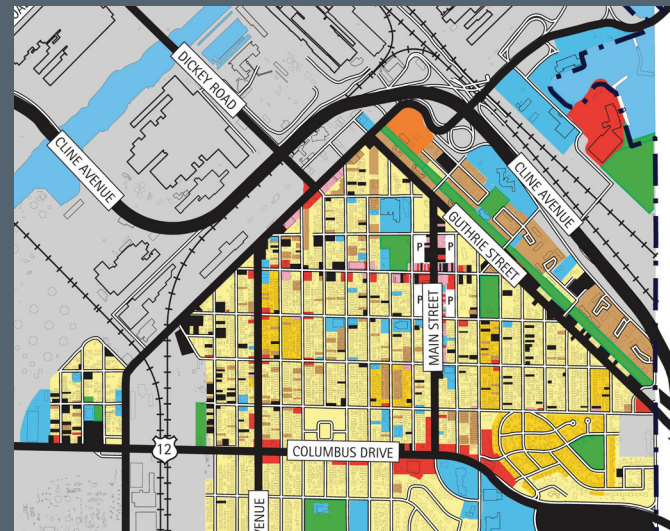 DICKEY ROAD
CLINE AVENUE
CLINE AVENUE
GUTHRIE STREET
P P
MAIN STREET
P P
12
COLUMBUS DRIVE
VENUE